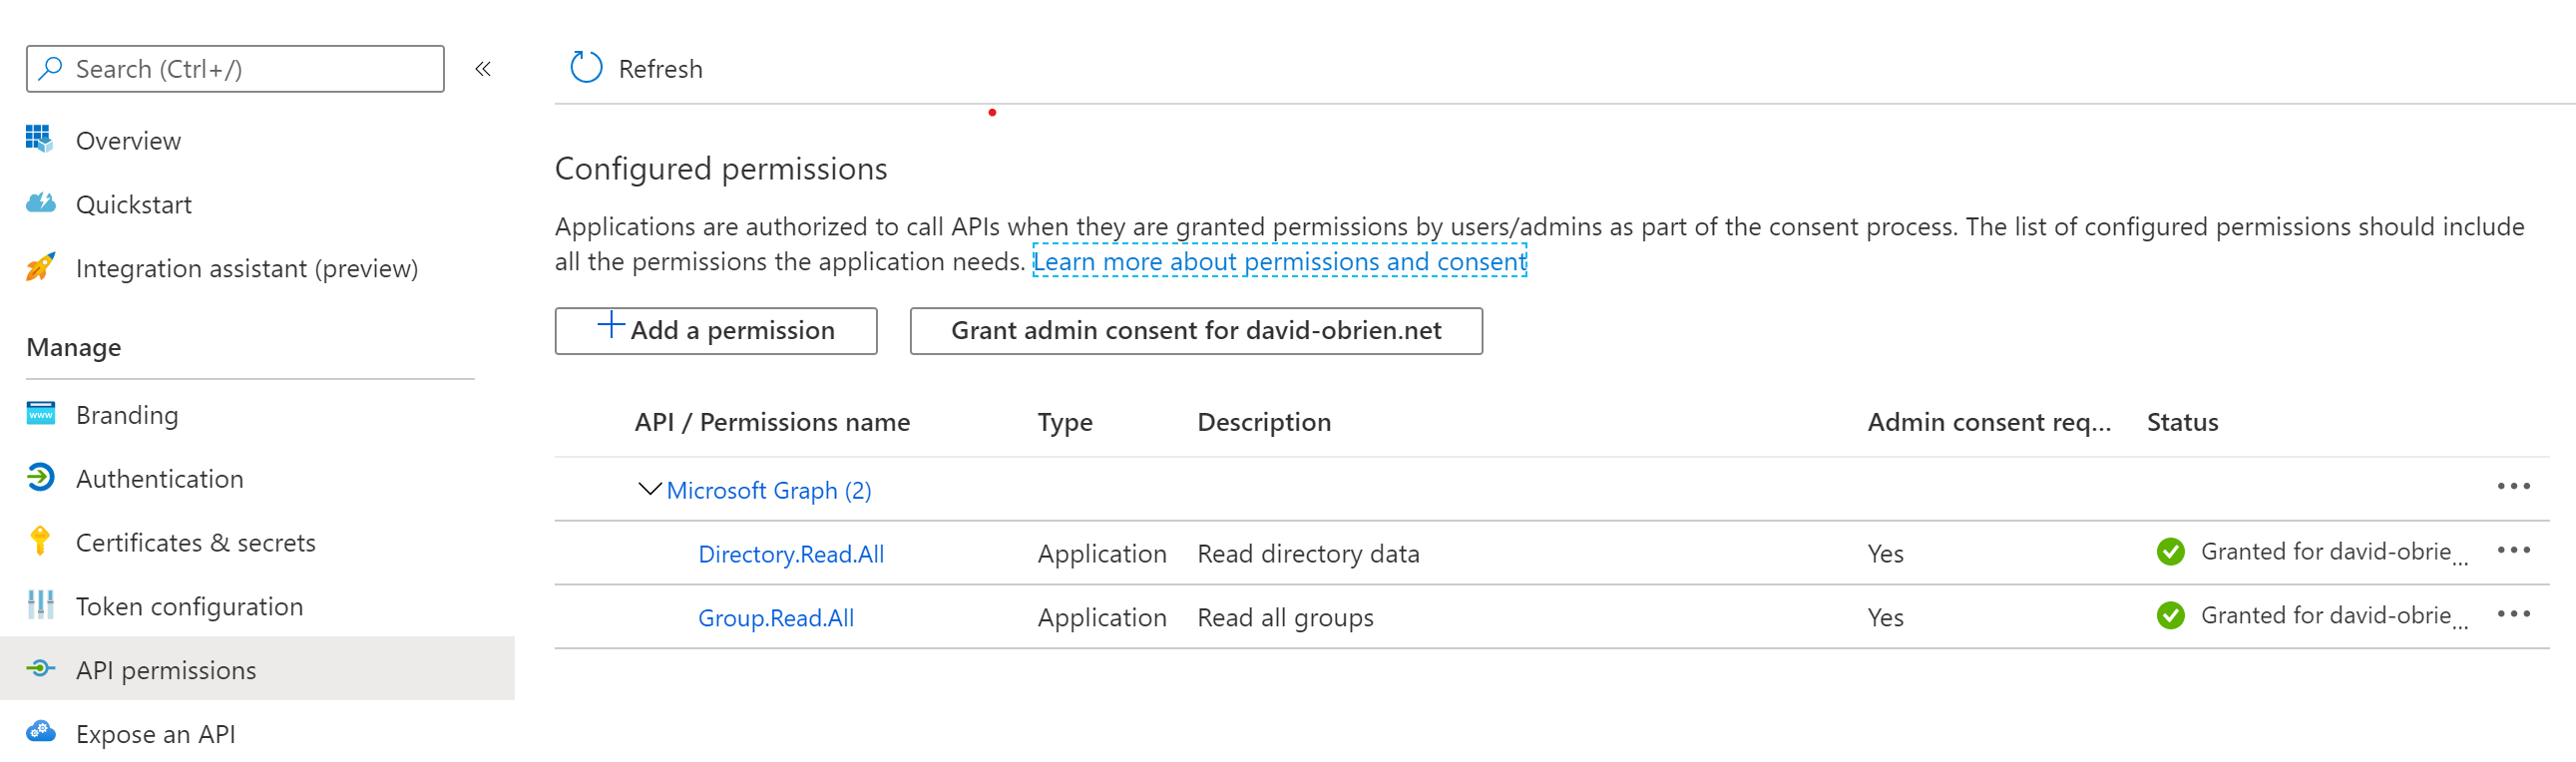 Search (Ctrl+/)
«
Overview
Quickstart
Integration assistant (preview)
Manage
www
Branding
Authentication
Certificates & secrets
Token configuration
API permissions
Expose an API
Refresh
Configured permissions
Applications are authorized to call APIs when they are granted permissions by users/admins as part of the consent process. The list of configured permissions should include
all the permissions the application needs. Learn more about permissions and consent
+ Add a permission
Grant admin consent for david-obrien.net
API / Permissions name Type Description Admin consent req... Status
Microsoft Graph (2) •••
Directory.Read.All Application Read directory data Yes Granted for david-obrie... •••
Group.Read.All Application Read all groups Yes Granted for david-obrie... •••